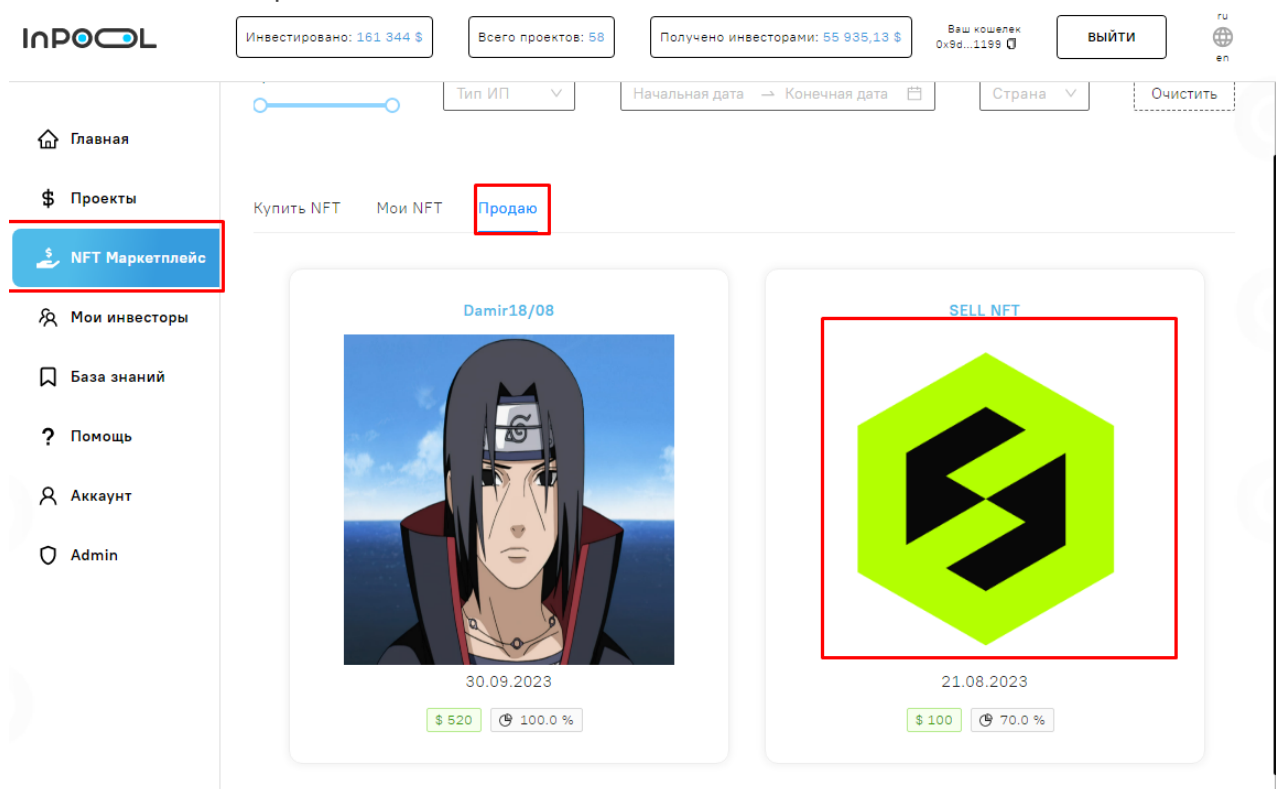 InPOOL
Инвестировано: 161 344 $
Всего проектов: 58
Получено инвесторами: 55 935,13 $
Ваш кошелек
0x9d...1199
выйти
ru
en
Тип ИП
Начальная дата → Конечная дата
Страна
Очистить
Главная
Проекты
NFT Маркетплейс
Мои инвесторы
База знаний
Помощь
Аккаунт
Admin
Купить NFT
Мои NFT
Продаю
Damir18/08
30.09.2023
$ 520
100.0 %
SELL NFT
21.08.2023
$ 100
70.0 %